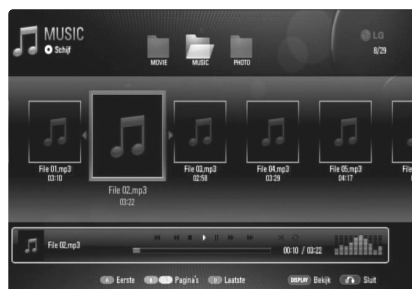 MUSIC
Schijf
MOVIE
MUSIC
PHOTO
LG
8/29
File 01.mp3
03:10
File 02.mp3
03:22
File 03.mp3
02:58
File 04.mp3
03:29
File 05.mp3
04:17
File 02.mp3
00:10 / 03:22
A Eerste
Pagina's
D Laatste
DISPLAY Bekijk
Sluit